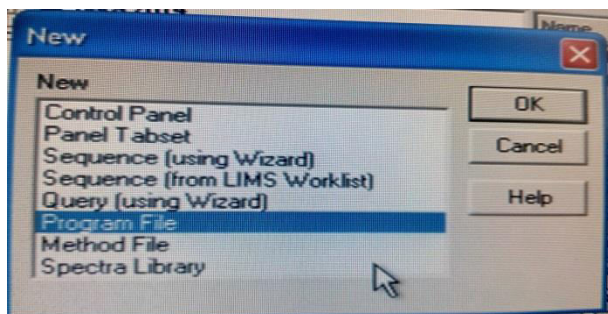 New
Name
New
Control Panel
Panel Tabset
Sequence (using Wizard)
Sequence (from LIMS Worklist)
Query (using Wizard)
Program File
Method File
Spectra Library
OK
Cancel
Help